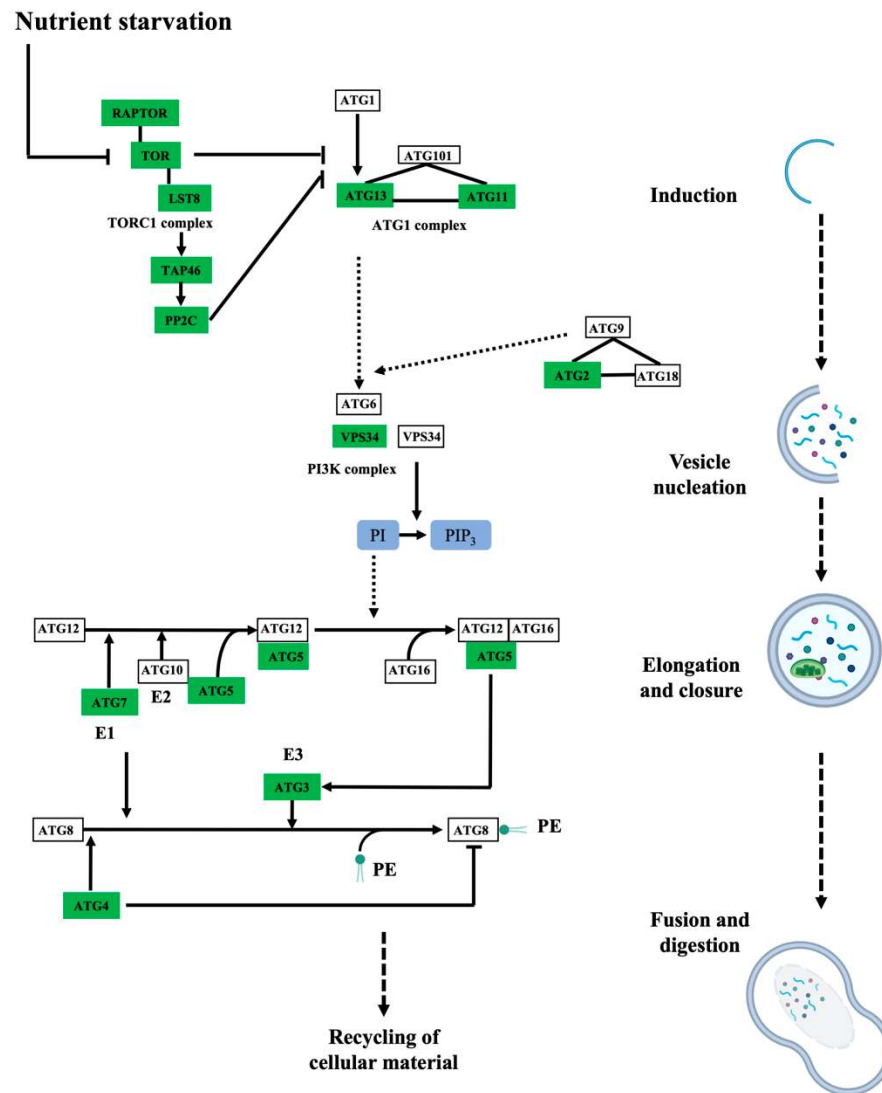 Nutrient starvation
RAPTOR
TOR
LST8
TORC1 complex
TAP46
PP2C
ATG1
ATG101
ATG13
ATG11
ATG1 complex
Induction
ATG9
ATG2
ATG18
ATG6
VPS34
VPS34
PI3K complex
Vesicle
nucleation
PI
PIP3
ATG12
ATG12
ATG5
ATG12
ATG16
ATG5
ATG10
E2
ATG5
ATG16
ATG7
E1
Elongation
and closure
E3
ATG3
ATG8
ATG8
PE
PE
ATG4
Fusion and
digestion
Recycling of
cellular material